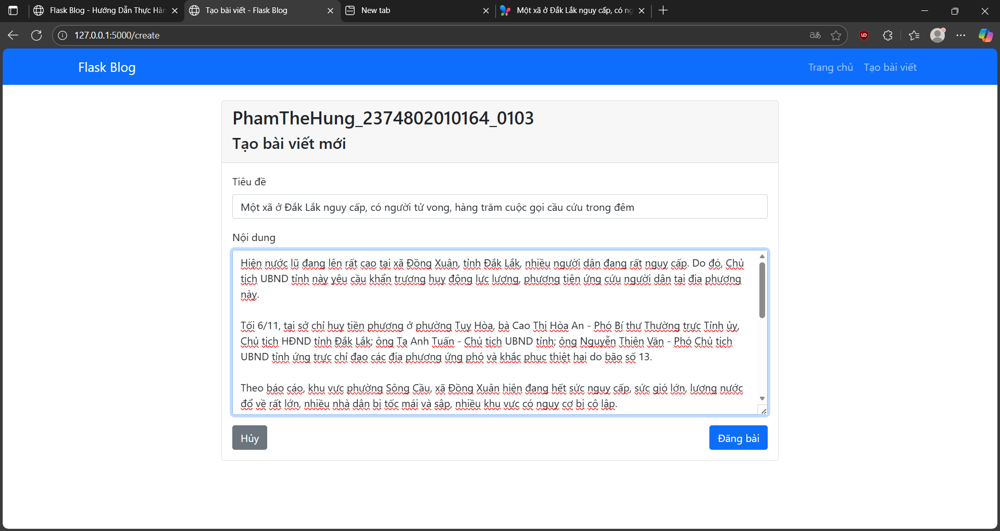 Flask Blog - Hướng Dẫn Thực Hàn
Tạo bài viết - Flask Blog
New tab
Một xã ở Đắk Lắk nguy cấp, có ng
127.0.0.1:5000/create
Flask Blog
Trang chủ
Tạo bài viết
PhamTheHung_2374802010164_0103
Tạo bài viết mới
Tiêu đề
Một xã ở Đắk Lắk nguy cấp, có người tử vong, hàng trăm cuộc gọi cầu cứu trong đêm
Nội dung
Hiện nước lũ đang lên rất cao tại xã Đồng Xuân, tỉnh Đắk Lắk, nhiều người dân đang rất nguy cấp. Do đó, Chủ
tịch UBND tỉnh này yêu cầu khẩn trương huy động lực lượng, phương tiện ứng cứu người dân tại địa phương
này.
Tối 6/11, tại sở chỉ huy tiền phương ở phường Tuy Hòa, bà Cao Thị Hòa An - Phó Bí thư Thường trực Tỉnh ủy,
Chủ tịch HĐND tỉnh Đắk Lắk; ông Tạ Anh Tuấn - Chủ tịch UBND tỉnh; ông Nguyễn Thiên Văn - Phó Chủ tịch
UBND tỉnh ứng trực chỉ đạo các địa phương ứng phó và khắc phục thiệt hại do bão số 13.
Theo báo cáo, khu vực phường Sông Cầu, xã Đồng Xuân hiện đang hết sức nguy cấp, sức gió lớn, lượng nước
đổ về rất lớn, nhiều nhà dân bị tốc mái và sập, nhiều khu vực có nguy cơ bị cô lập.
Hủy
Đăng bài